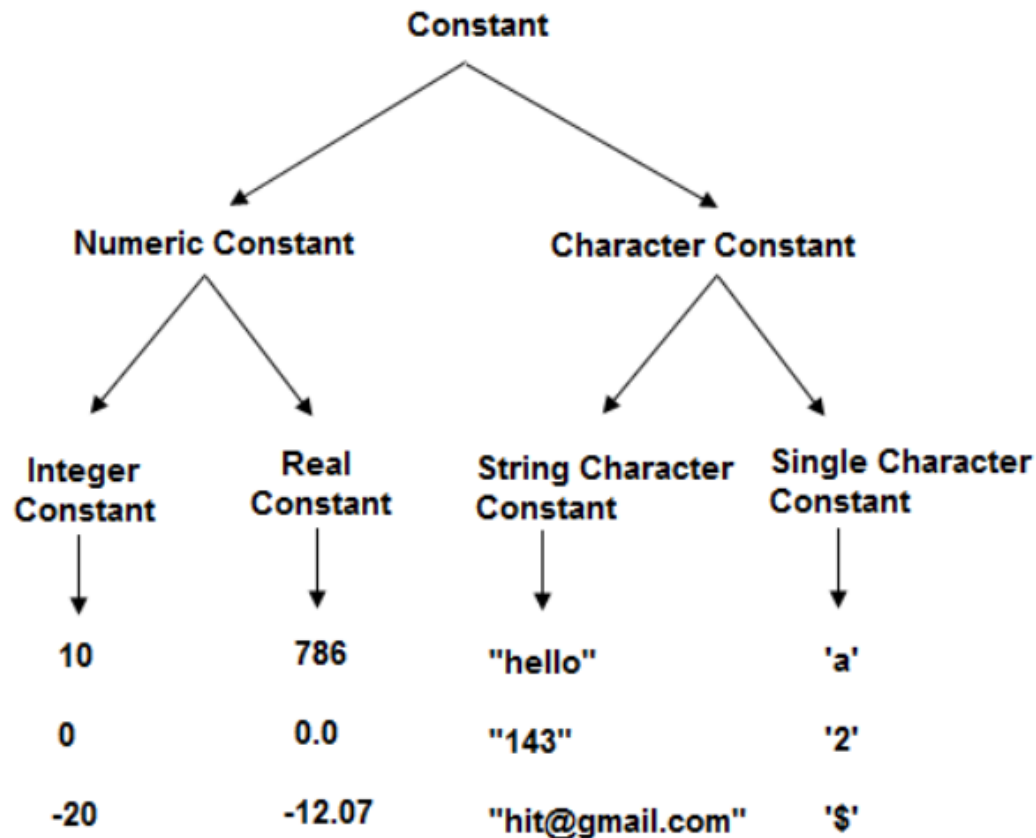 Constant
Numeric Constant
Character Constant
Integer
Constant
Real
Constant
String Character
Constant
Single Character
Constant
10
786
"hello"
'a'
0
0.0
"143"
'2'
-20
-12.07
"hit@gmail.com"
'$'